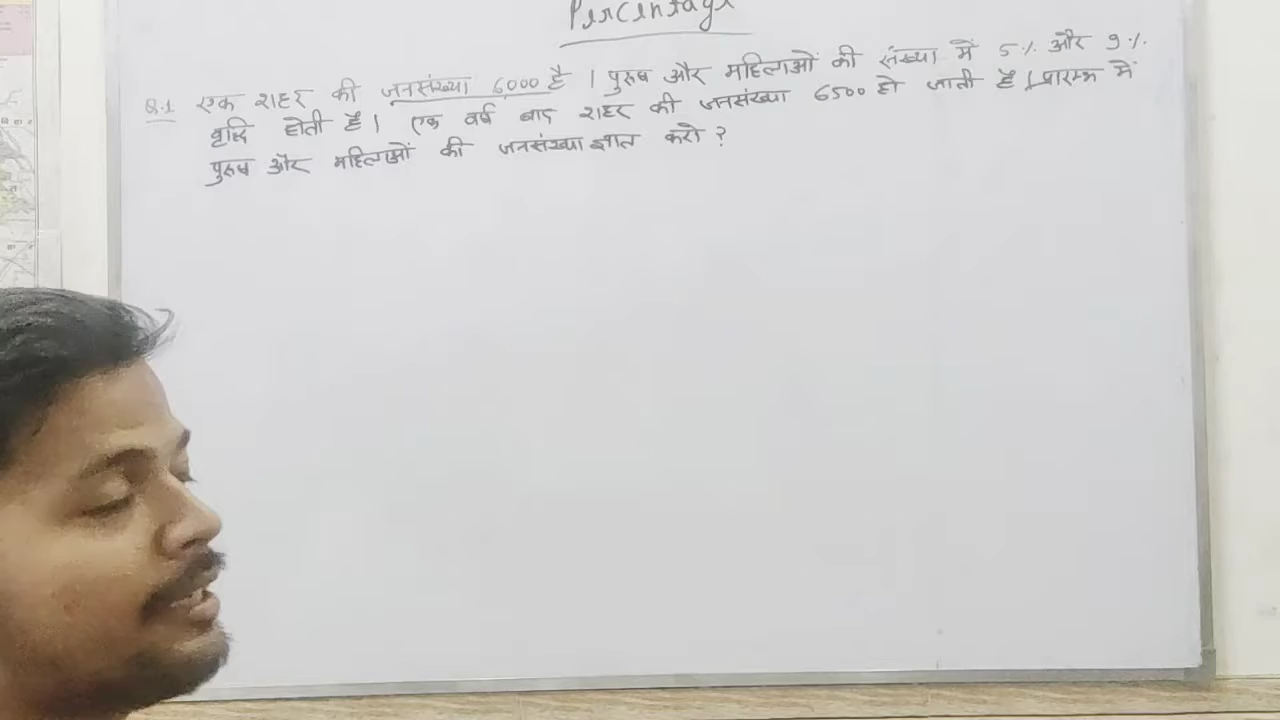 Percentage
Q.1 एक शहर की जनसंख्या 6000 है । पुरुष और महिलाओं की संख्या में 5% और 9%
वृद्धि होती है । एक वर्ष बाद शहर की जनसंख्या 6500 हो जाती है । प्रारम्भ में
पुरुष और महिलाओं की जनसंख्या ज्ञात करो ?